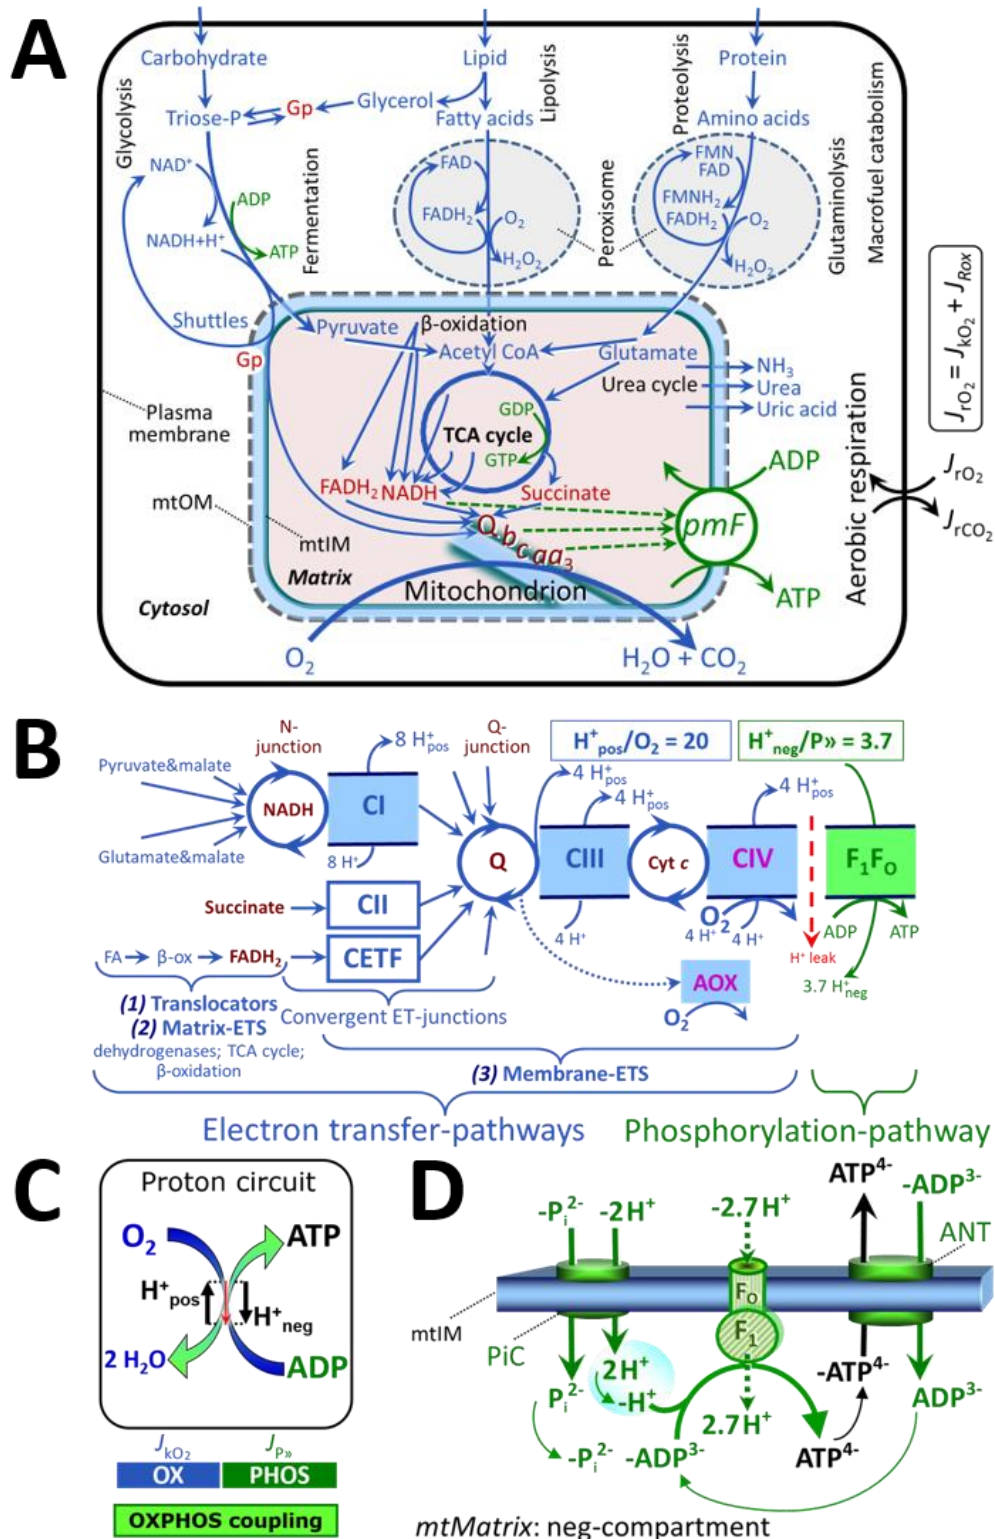 A
Carbohydrate
Lipid
Protein
Glycolysis
Triose-P
Gp
Glycerol
Fatty acids
Lipolysis
Proteolysis
Amino acids
Macrofuel catabolism
NAD⁺
ADP
ATP
NADH+H⁺
Fermentation
FAD
FADH₂
O₂
H₂O₂
Peroxisome
FMN
FAD
FMNH₂
FADH₂
O₂
H₂O₂
Glutaminolysis
Shuttles
Gp
Pyruvate
β-oxidation
Acetyl CoA
Glutamate
Urea cycle
NH₃
Urea
Uric acid
J_rO₂ = J_kO₂ + J_Rox
Plasma
membrane
GDP
TCA cycle
GTP
FADH₂
NADH
Succinate
mtOM
mtIM
Q b c aa₃
pmF
ADP
ATP
Aerobic respiration
J_rO₂
J_rCO₂
Matrix
Mitochondrion
Cytosol
O₂
H₂O + CO₂
B
N-
junction
8 H⁺pos
Q-
junction
H⁺pos/O₂ = 20
H⁺neg/P» = 3.7
Pyruvate&malate
NADH
CI
4 H⁺pos
4 H⁺pos
4 H⁺pos
Glutamate&malate
8 H⁺
Q
CIII
Cyt c
CIV
F₁Fₒ
Succinate
CII
4 H⁺
O₂
4 H⁺
4 H⁺
ADP
ATP
H⁺ leak
FA
β-ox
FADH₂
CETF
AOX
O₂
3.7 H⁺neg
(1) Translocators
(2) Matrix-ETS
dehydrogenases; TCA cycle;
β-oxidation
Convergent ET-junctions
(3) Membrane-ETS
Electron transfer-pathways
Phosphorylation-pathway
C
Proton circuit
O₂
ATP
H⁺pos
H⁺neg
2 H₂O
ADP
J_kO₂
J_P»
OX
PHOS
OXPHOS coupling
D
-Pᵢ²⁻
-2H⁺
-2.7H⁺
ATP⁴⁻
-ADP³⁻
ANT
Fₒ
F₁
mtIM
PiC
2H⁺
-H⁺
Pᵢ²⁻
-ATP⁴⁻
ADP³⁻
2.7H⁺
-Pᵢ²⁻
-ADP³⁻
ATP⁴⁻
mtMatrix: neg-compartment